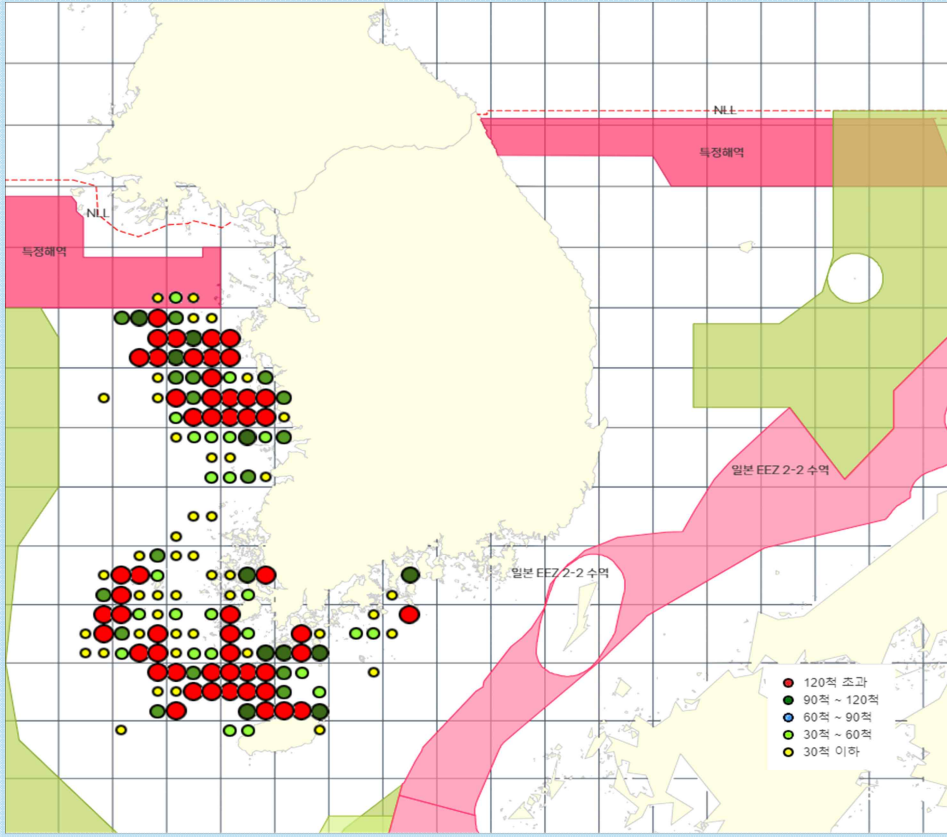 NLL
특정해역
NLL
특정해역
일본 EEZ 2-2 수역
일본 EEZ 2-2 수역
120척 초과
90척 ~ 120척
60척 ~ 90척
30척 ~ 60척
30척 이하